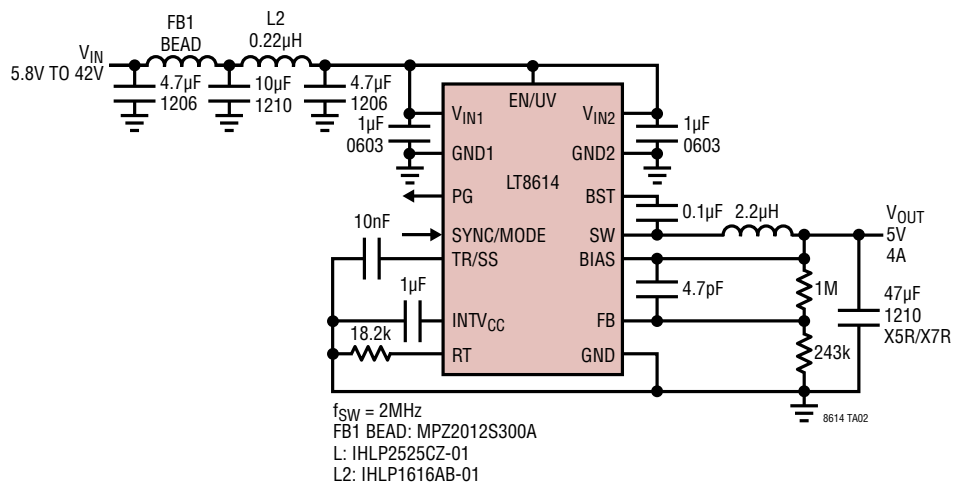 FB1
BEAD
L2
0.22µH
VIN
5.8V TO 42V
4.7µF
1206
10µF
1210
4.7µF
1206
1µF
0603
VIN1
EN/UV
VIN2
GND1
GND2
1µF
0603
LT8614
PG
BST
0.1µF
2.2µH
VOUT
5V
4A
10nF
SYNC/MODE
SW
TR/SS
BIAS
1µF
4.7pF
1M
47µF
1210
X5R/X7R
INTVCC
FB
18.2k
RT
GND
243k
8614 TA02
fSW = 2MHz
FB1 BEAD: MPZ2012S300A
L: IHLP2525CZ-01
L2: IHLP1616AB-01